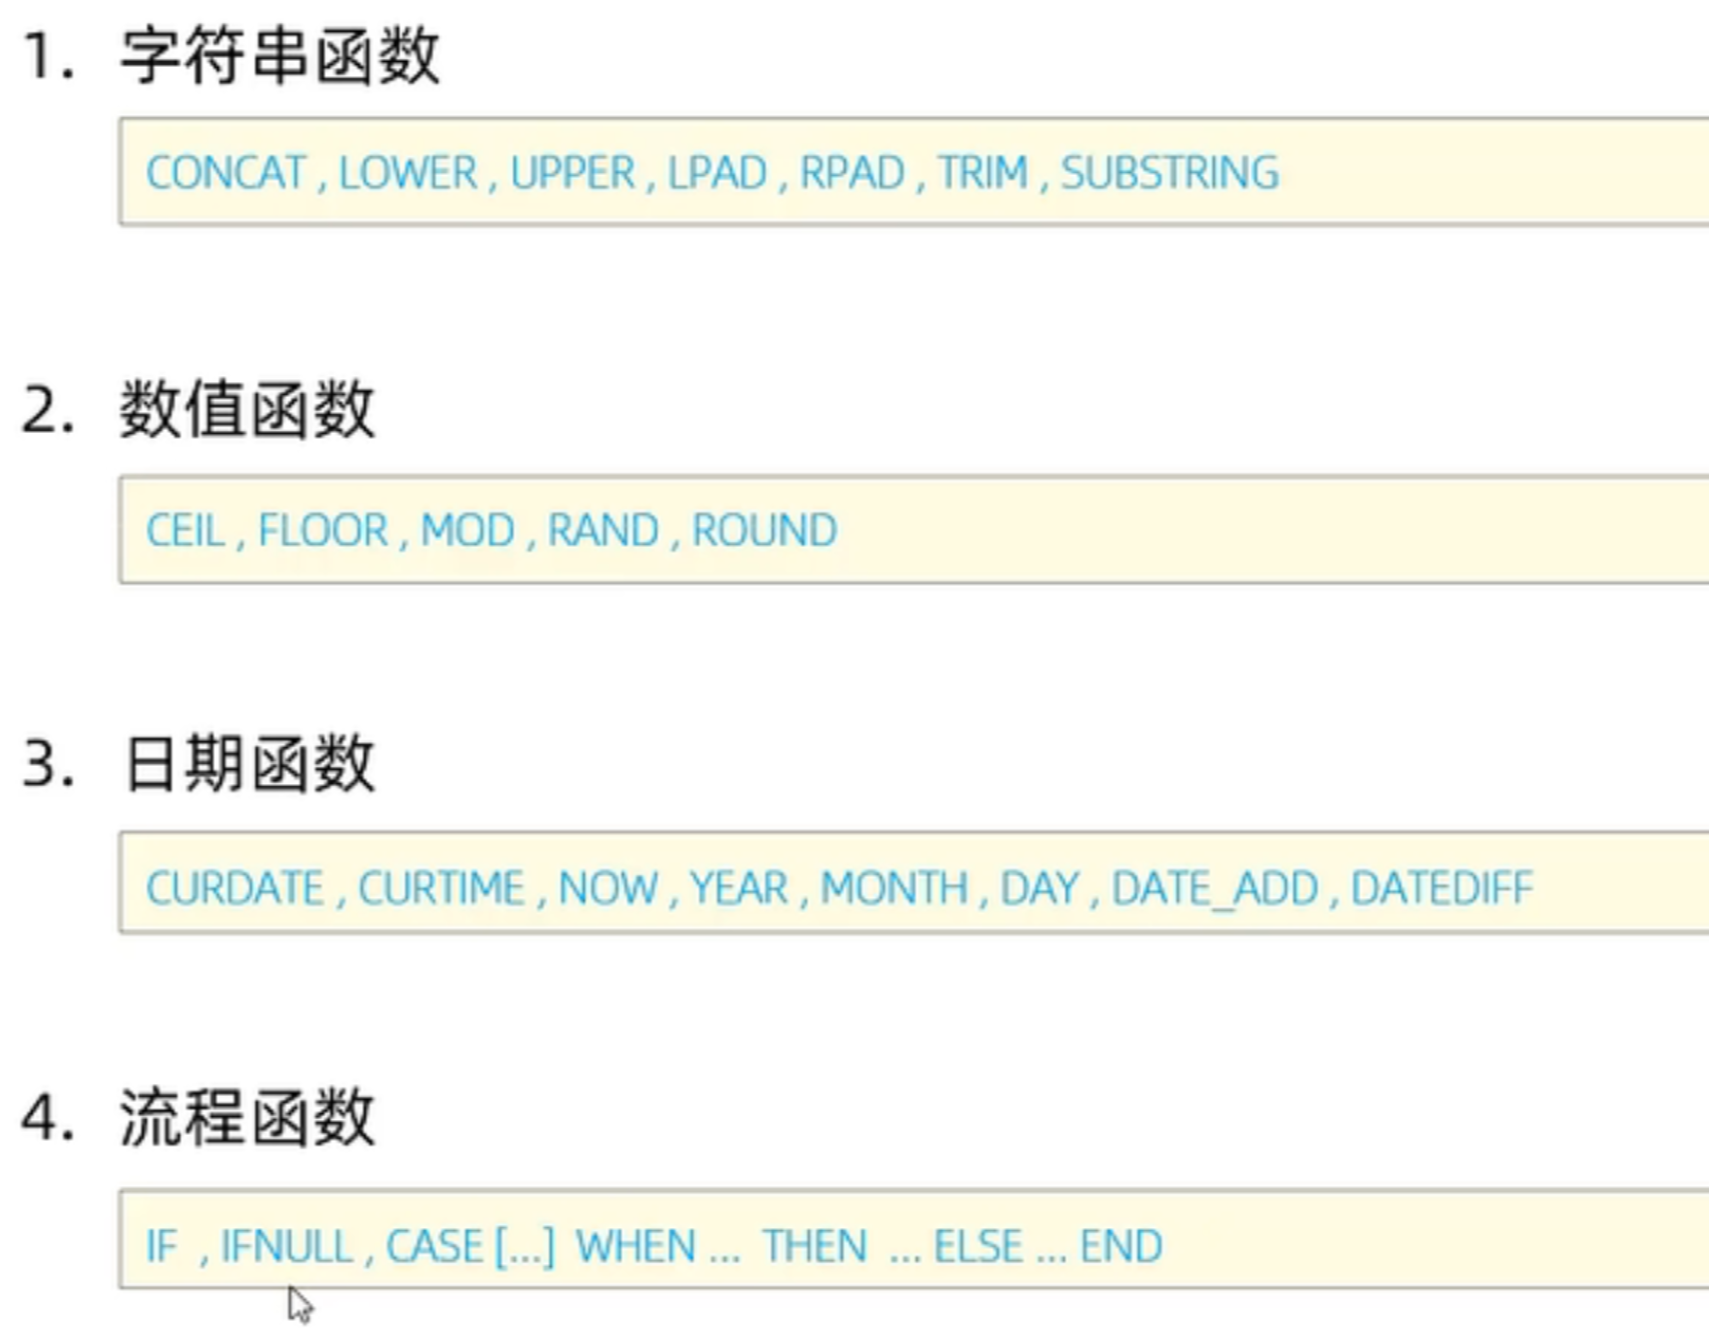 1. 字符串函数
CONCAT , LOWER , UPPER , LPAD , RPAD , TRIM , SUBSTRING
2. 数值函数
CEIL , FLOOR , MOD , RAND , ROUND
3. 日期函数
CURDATE , CURTIME , NOW , YEAR , MONTH , DAY , DATE_ADD , DATEDIFF
4. 流程函数
IF , IFNULL , CASE [...] WHEN ... THEN ... ELSE ... END